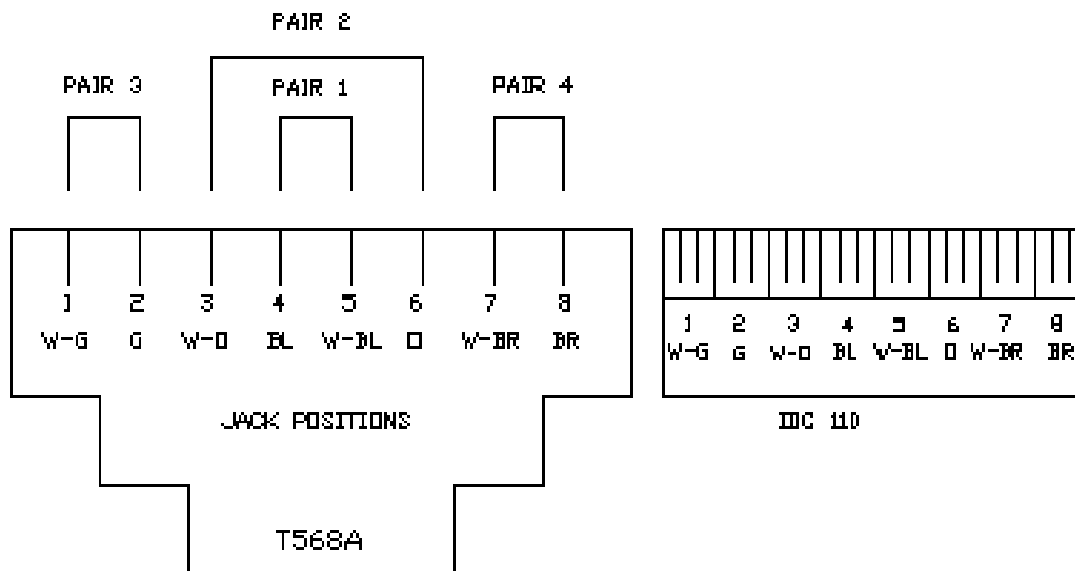 PAIR 2
PAIR 3 PAIR 1 PAIR 4
1 2 3 4 5 6 7 8
W-G G W-O BL W-BL O W-BR BR
1 2 3 4 5 6 7 8
W-G G W-O BL W-BL O W-BR BR
JACK POSITIONS
IDC 110
T568A